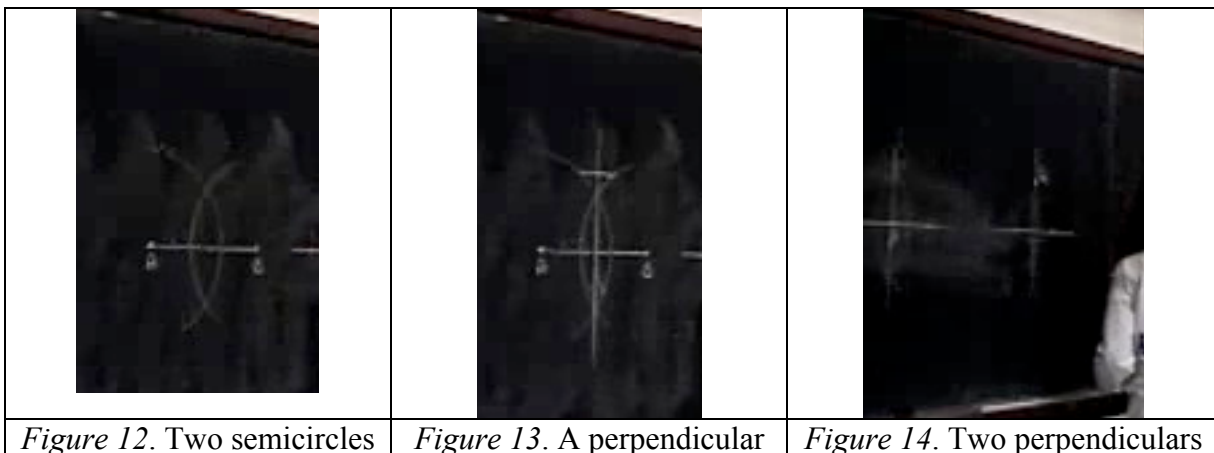 Figure 12. Two semicircles
Figure 13. A perpendicular
Figure 14. Two perpendiculars